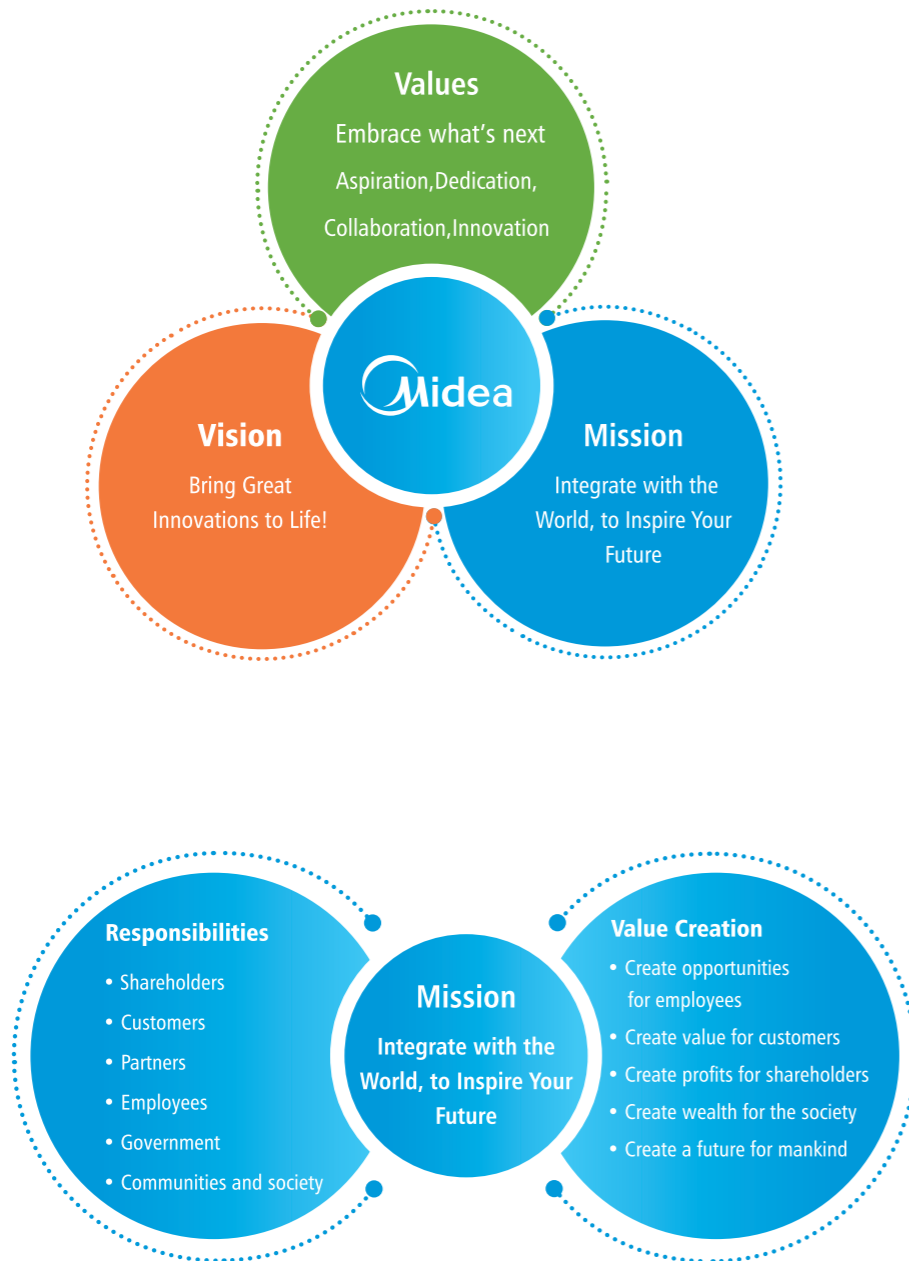 Values
Embrace what's next
Aspiration,Dedication,
Collaboration,Innovation
Midea
Vision
Bring Great
Innovations to Life!
Mission
Integrate with the
World, to Inspire Your
Future
Responsibilities
• Shareholders
• Customers
• Partners
• Employees
• Government
• Communities and society
Mission
Integrate with the
World, to Inspire Your
Future
Value Creation
• Create opportunities
for employees
• Create value for customers
• Create profits for shareholders
• Create wealth for the society
• Create a future for mankind